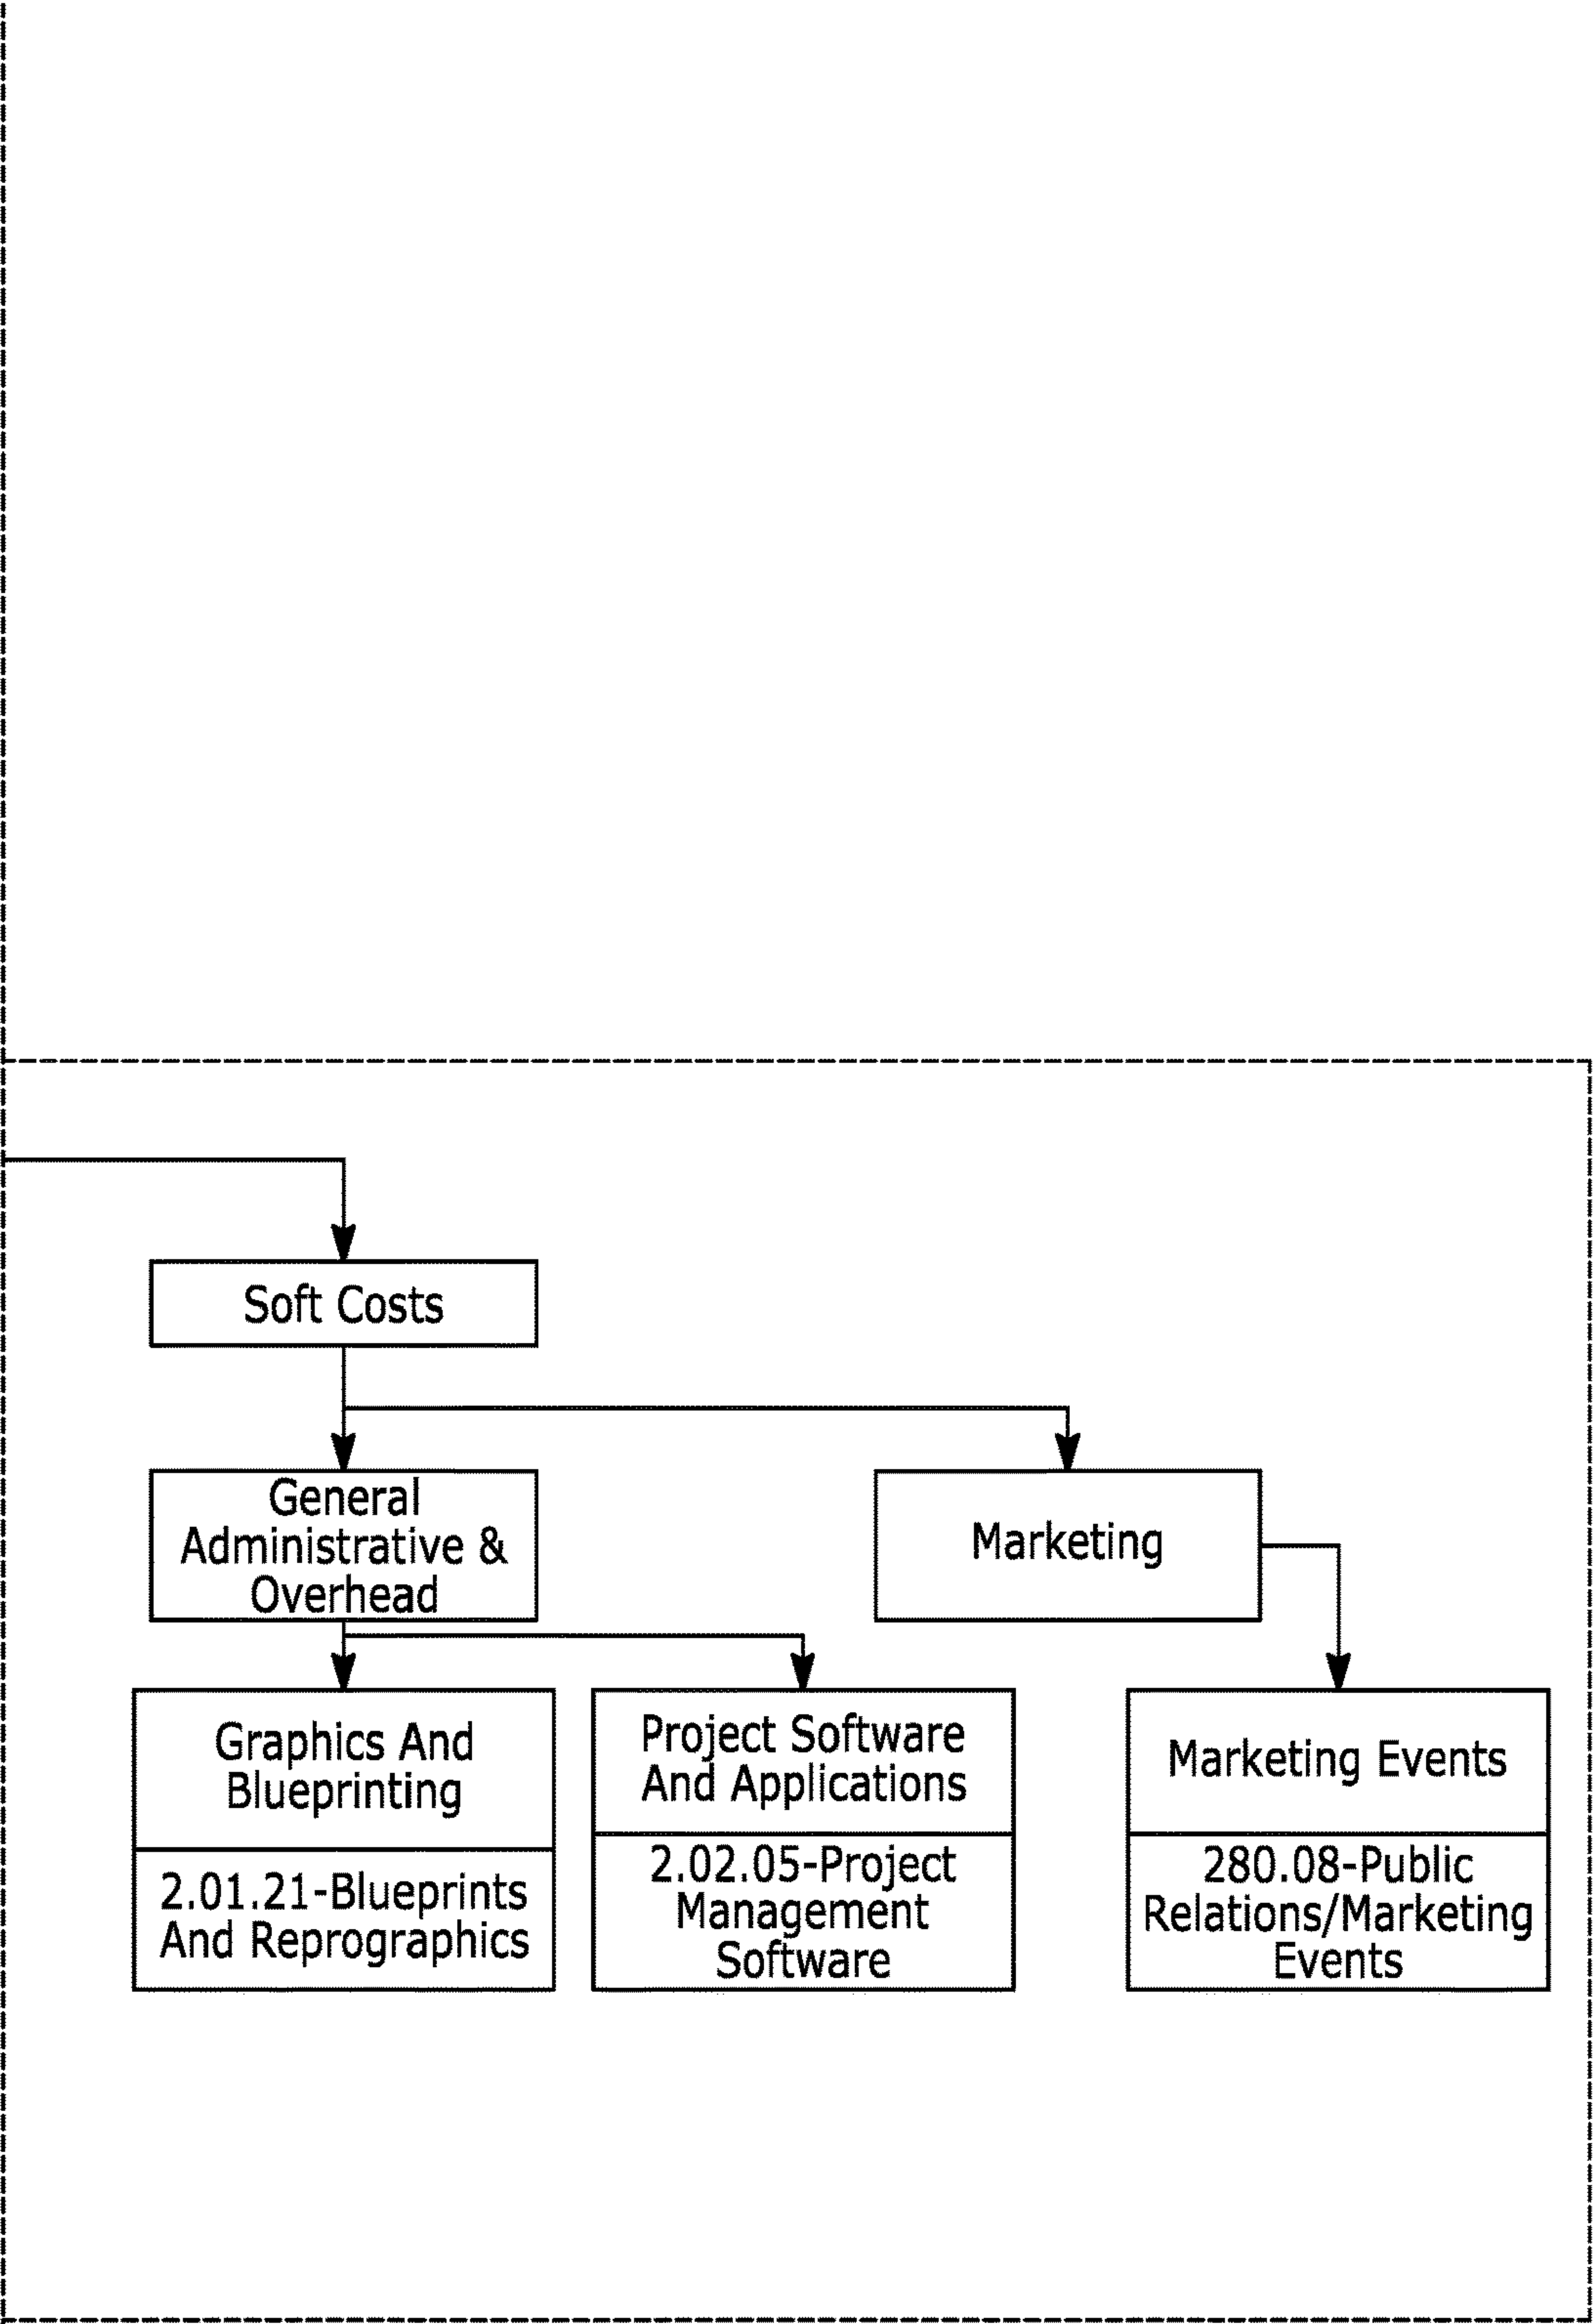 Soft Costs
General
Administrative &
Overhead
Marketing
Graphics And
Blueprinting
2.01.21-Blueprints
And Reprographics
Project Software
And Applications
2.02.05-Project
Management
Software
Marketing Events
280.08-Public
Relations/Marketing
Events